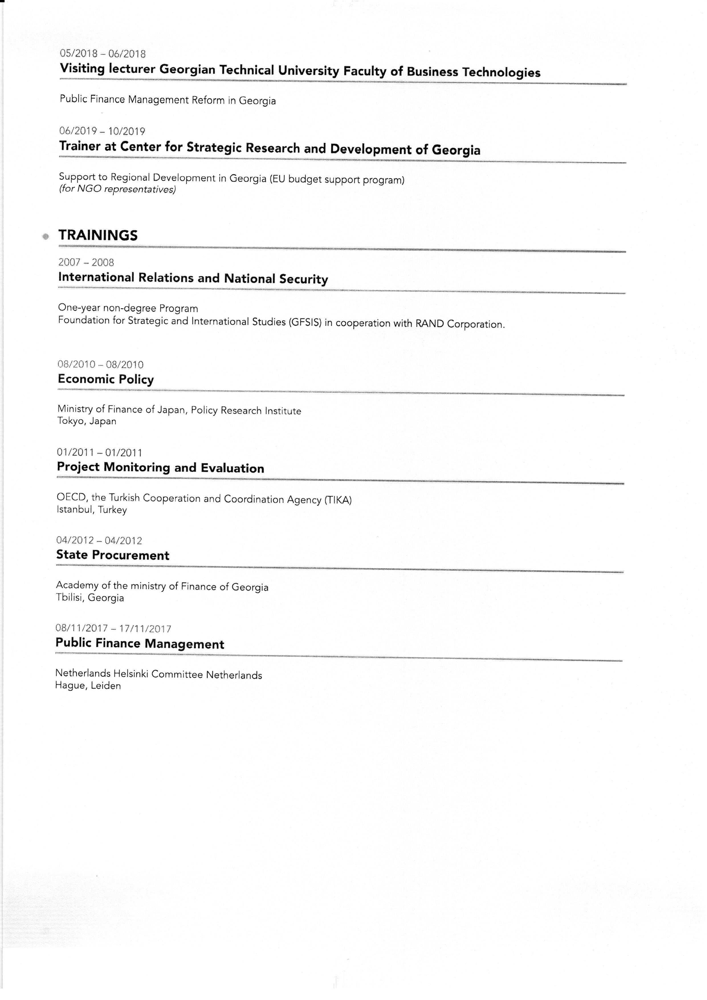 05/2018 – 06/2018
Visiting lecturer Georgian Technical University Faculty of Business Technologies
Public Finance Management Reform in Georgia
06/2019 – 10/2019
Trainer at Center for Strategic Research and Development of Georgia
Support to Regional Development in Georgia (EU budget support program)
(for NGO representatives)
TRAININGS
2007 – 2008
International Relations and National Security
One-year non-degree Program
Foundation for Strategic and International Studies (GFSIS) in cooperation with RAND Corporation.
08/2010 – 08/2010
Economic Policy
Ministry of Finance of Japan, Policy Research Institute
Tokyo, Japan
01/2011 – 01/2011
Project Monitoring and Evaluation
OECD, the Turkish Cooperation and Coordination Agency (TIKA)
Istanbul, Turkey
04/2012 – 04/2012
State Procurement
Academy of the ministry of Finance of Georgia
Tbilisi, Georgia
08/11/2017 – 17/11/2017
Public Finance Management
Netherlands Helsinki Committee Netherlands
Hague, Leiden